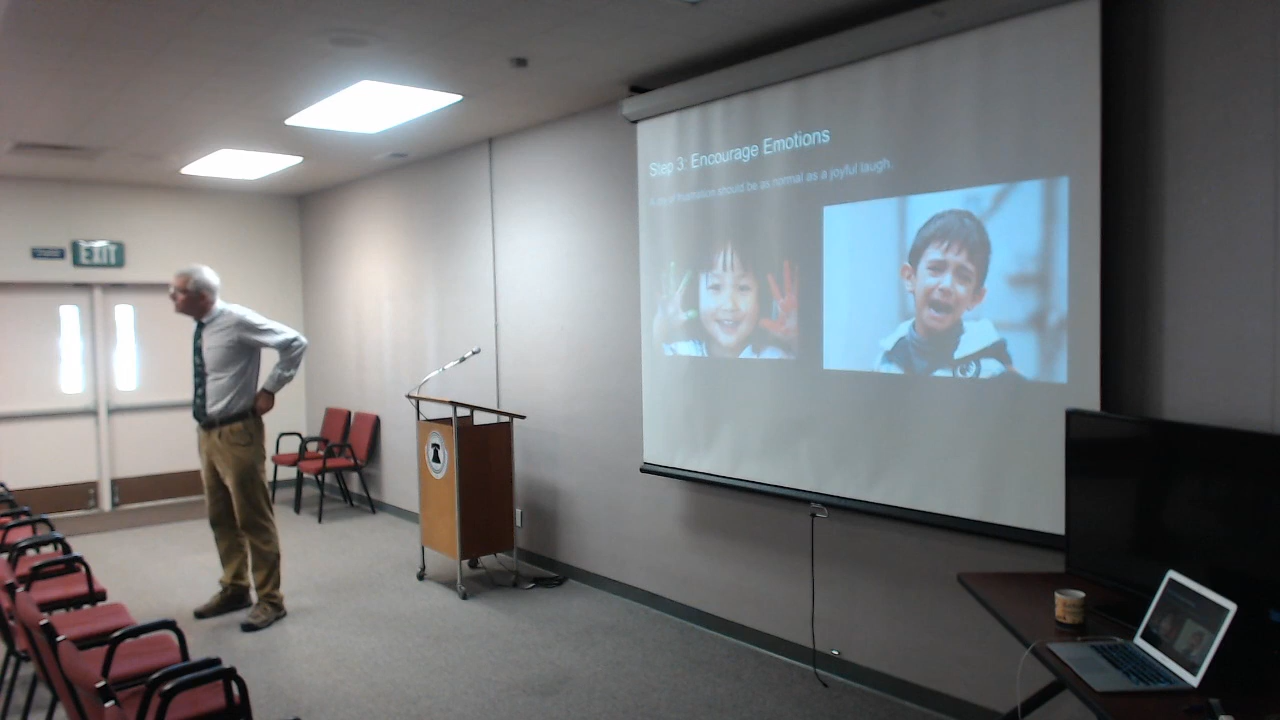 EXIT
Step 3: Encourage Emotions
A cry of frustration should be as normal as a joyful laugh.